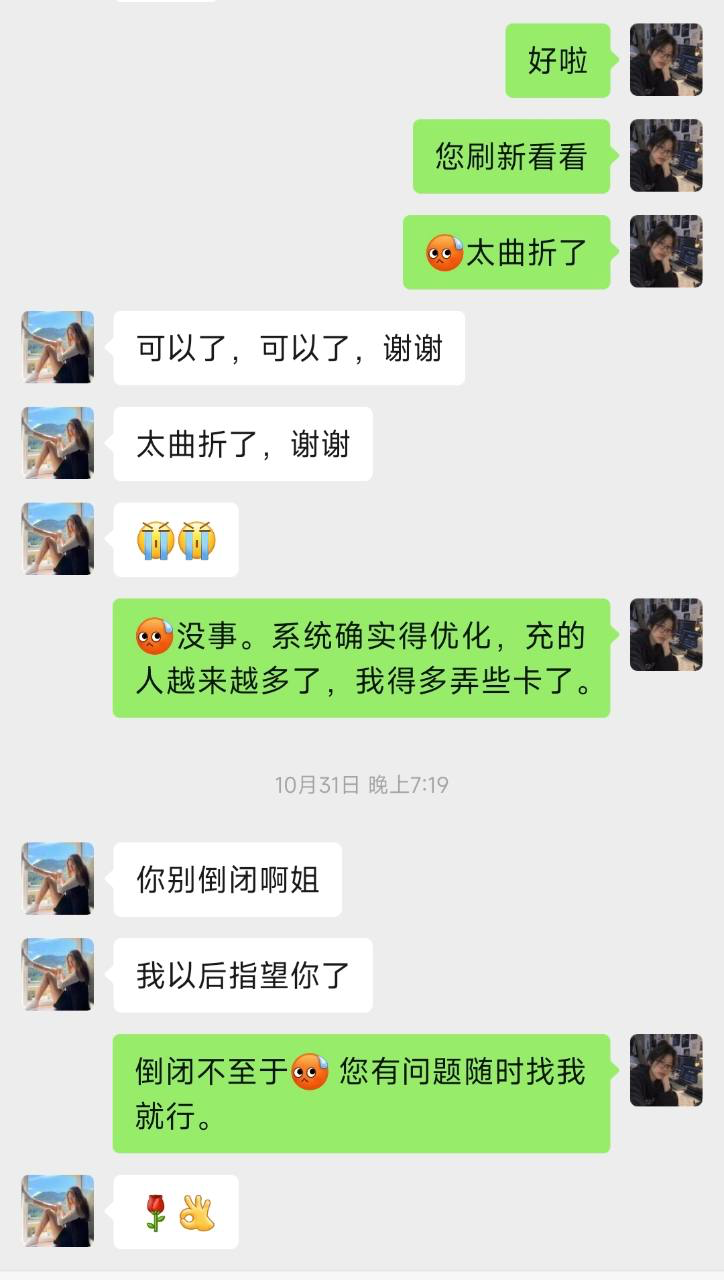 好啦
您刷新看看
🥵太曲折了
可以了，可以了，谢谢
太曲折了，谢谢
😭😭
🥵没事。系统确实得优化，充的
人越来越多了，我得多弄些卡了。
10月31日 晚上7:19
你别倒闭啊姐
我以后指望你了
倒闭不至于🥵 您有问题随时找我
就行。
🌹👌